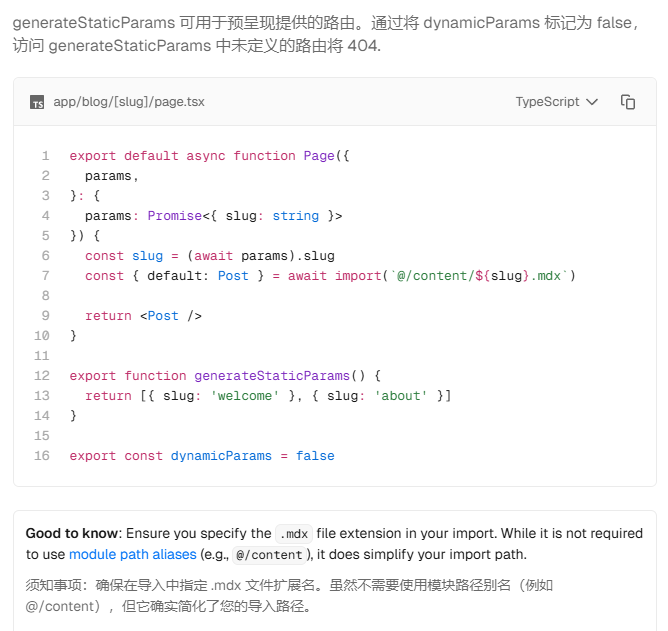 generateStaticParams 可用于预呈现提供的路由。通过将 dynamicParams 标记为 false，
访问 generateStaticParams 中未定义的路由将 404.
TS app/blog/[slug]/page.tsx TypeScript
1 export default async function Page({
2   params,
3 }: {
4   params: Promise<{ slug: string }>
5 }) {
6   const slug = (await params).slug
7   const { default: Post } = await import(`@/content/${slug}.mdx`)
8
9   return <Post />
10 }
11
12 export function generateStaticParams() {
13   return [{ slug: 'welcome' }, { slug: 'about' }]
14 }
15
16 export const dynamicParams = false
Good to know: Ensure you specify the .mdx file extension in your import. While it is not required
to use module path aliases (e.g., @/content), it does simplify your import path.
须知事项：确保在导入中指定 .mdx 文件扩展名。虽然不需要使用模块路径别名（例如
@/content），但它确实简化了您的导入路径。